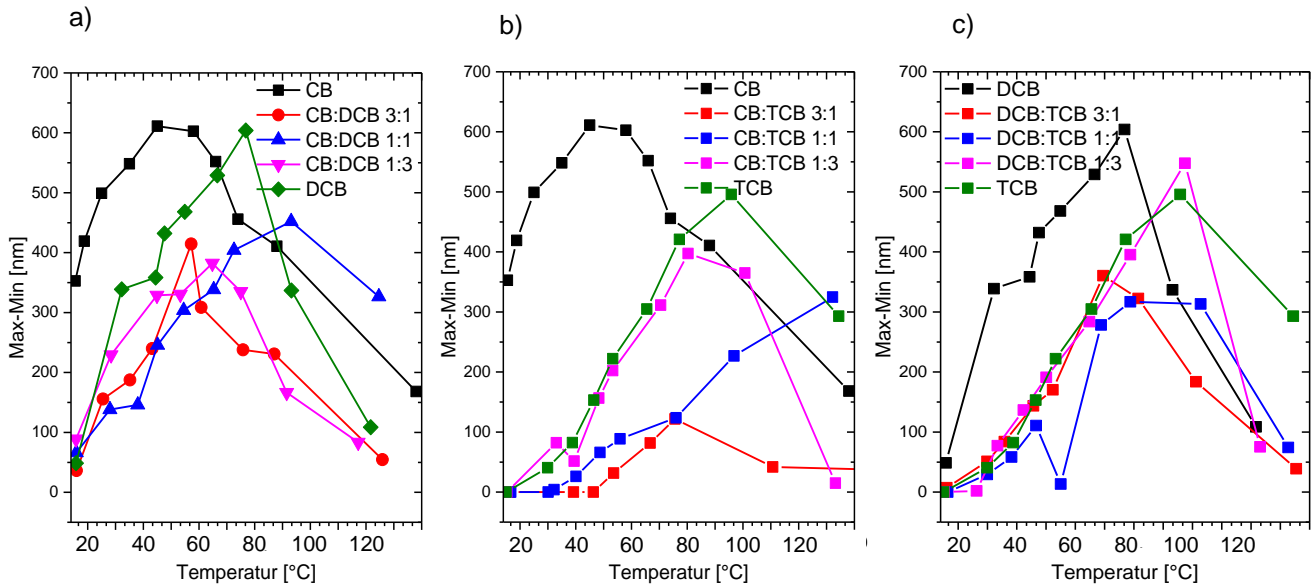 a)
700
600
500
400
300
200
100
0
Max-Min [nm]
20 40 60 80 100 120
Temperatur [°C]
CB
CB:DCB 3:1
CB:DCB 1:1
CB:DCB 1:3
DCB
b)
700
600
500
400
300
200
100
0
Max-Min [nm]
20 40 60 80 100 120
Temperatur [°C]
CB
CB:TCB 3:1
CB:TCB 1:1
CB:TCB 1:3
TCB
c)
700
600
500
400
300
200
100
0
Max-Min [nm]
20 40 60 80 100 120
Temperatur [°C]
DCB
DCB:TCB 3:1
DCB:TCB 1:1
DCB:TCB 1:3
TCB